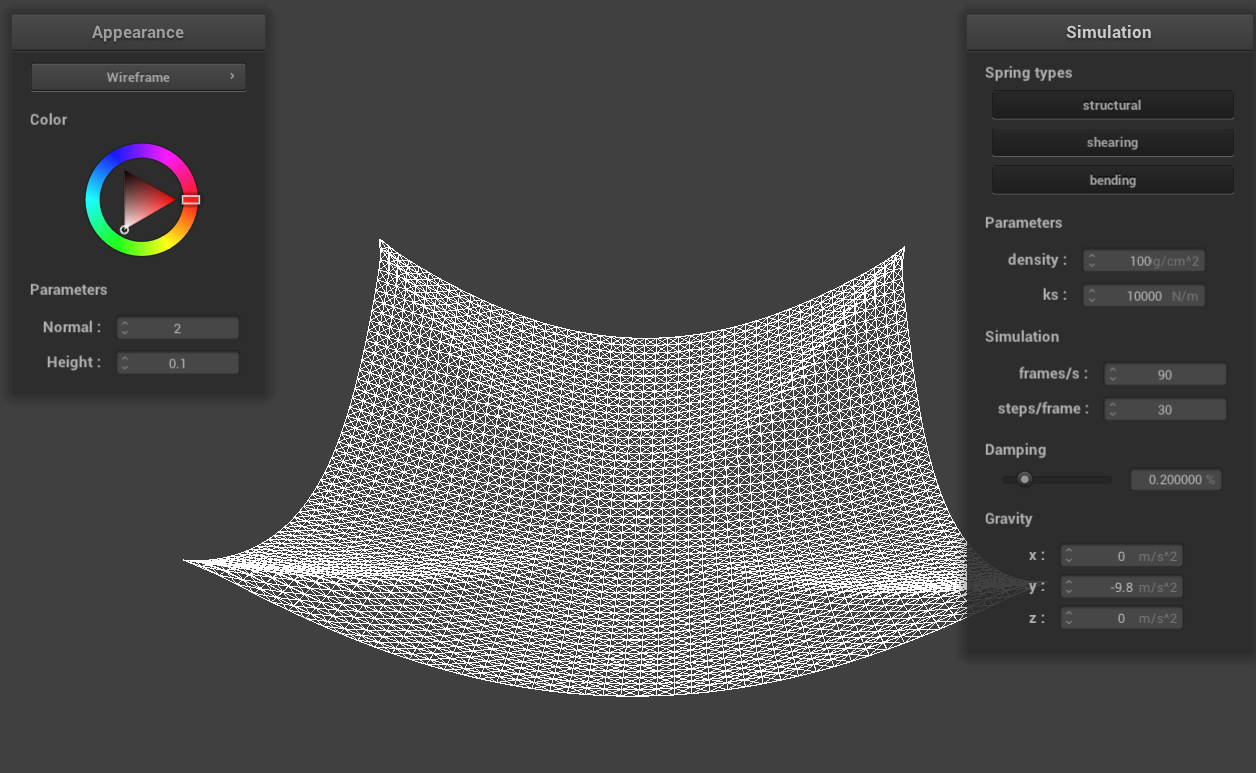 Appearance
Wireframe
Color
Parameters
Normal : 2
Height : 0.1
Simulation
Spring types
structural
shearing
bending
Parameters
density : 100 g/cm^2
ks : 10000 N/m
Simulation
frames/s : 90
steps/frame : 30
Damping
0.200000 %
Gravity
x : 0 m/s^2
y : -9.8 m/s^2
z : 0 m/s^2